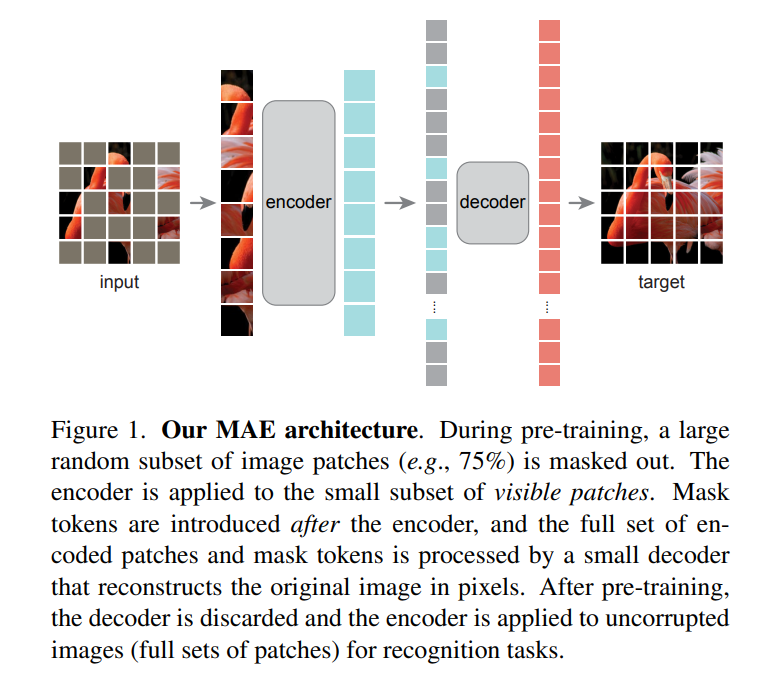 input
encoder
decoder
target
Figure 1. Our MAE architecture. During pre-training, a large
random subset of image patches (e.g., 75%) is masked out. The
encoder is applied to the small subset of visible patches. Mask
tokens are introduced after the encoder, and the full set of en-
coded patches and mask tokens is processed by a small decoder
that reconstructs the original image in pixels. After pre-training,
the decoder is discarded and the encoder is applied to uncorrupted
images (full sets of patches) for recognition tasks.